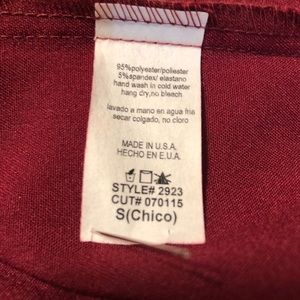 95%polyester/poliester
5%spandex/ elastano
hand wash in cold water
hang dry,no bleach
lavado a mano en agua fria
secar colgado, no cloro
MADE IN U.S.A.
HECHO EN E.U.A.
STYLE# 2923
CUT# 070115
S(Chico)